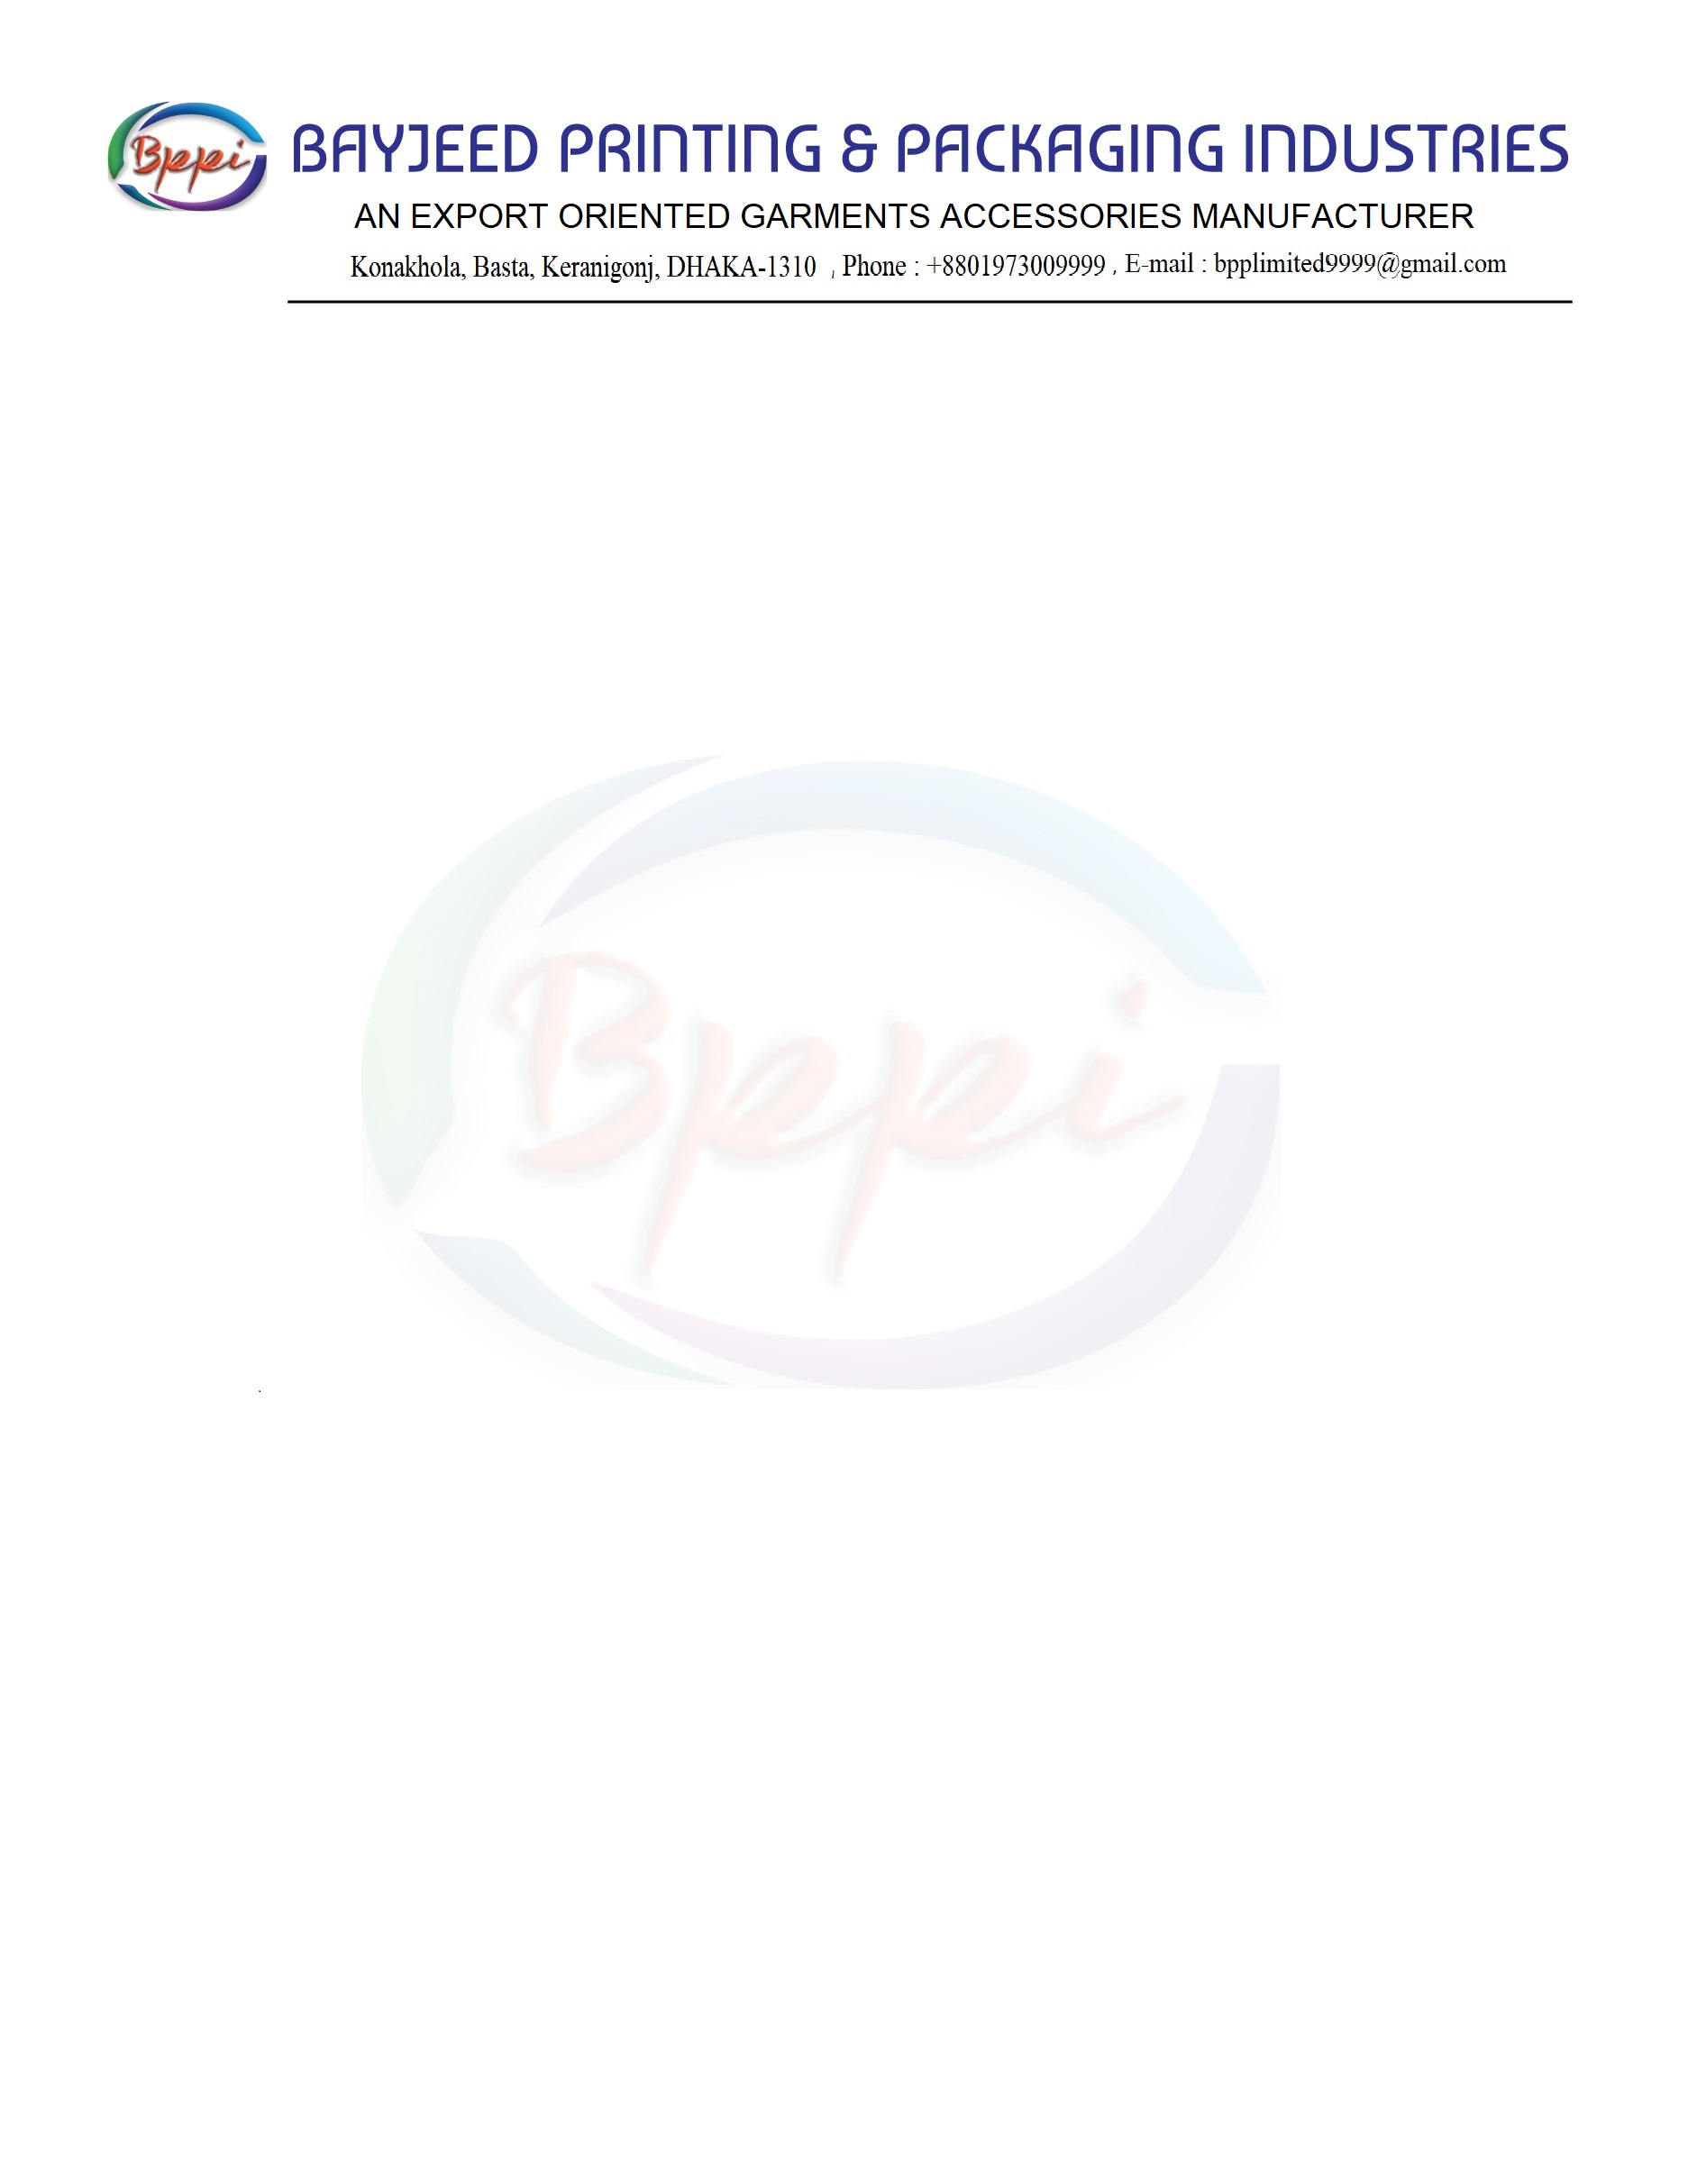 Bppi
BAYJEED PRINTING & PACKAGING INDUSTRIES
AN EXPORT ORIENTED GARMENTS ACCESSORIES MANUFACTURER
Konakhola, Basta, Keranigonj, DHAKA-1310 , Phone : +8801973009999 , E-mail : bpplimited9999@gmail.com
Bppi
.